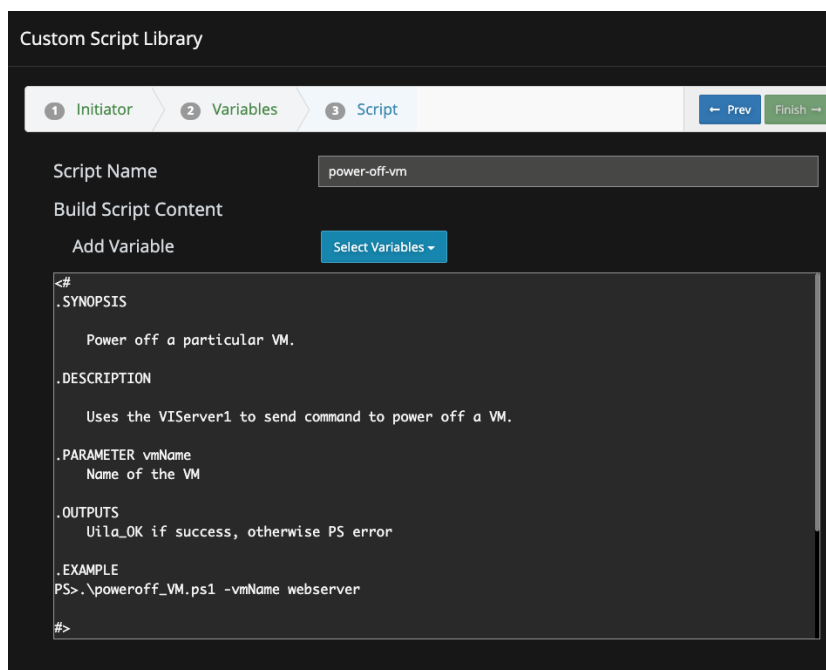 Custom Script Library
1 Initiator 2 Variables 3 Script ← Prev Finish →
Script Name power-off-vm
Build Script Content
Add Variable Select Variables
<#
.SYNOPSIS
Power off a particular VM.
.DESCRIPTION
Uses the VIServer1 to send command to power off a VM.
.PARAMETER vmName
Name of the VM
.OUTPUTS
Uila_OK if success, otherwise PS error
.EXAMPLE
PS>.\poweroff_VM.ps1 -vmName webserver
#>